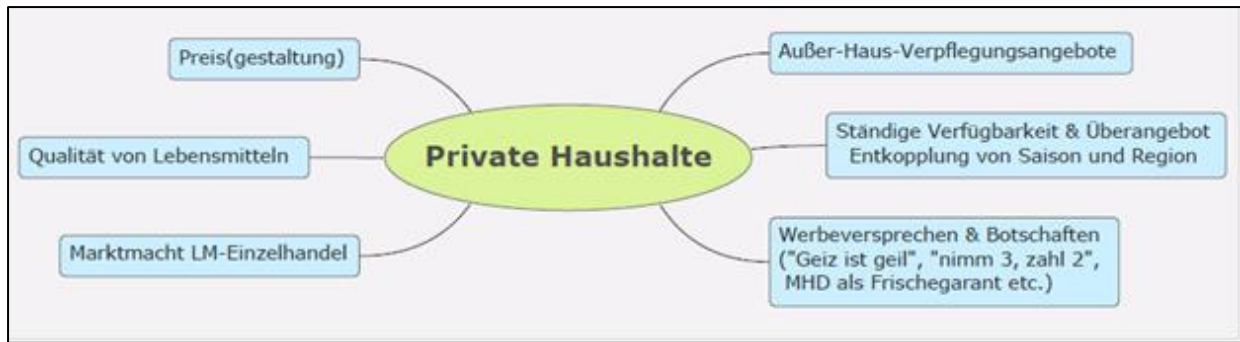 Preis(gestaltung)
Qualität von Lebensmitteln
Marktmacht LM-Einzelhandel
Private Haushalte
Außer-Haus-Verpflegungsangebote
Ständige Verfügbarkeit & Überangebot
Entkopplung von Saison und Region
Werbeversprechen & Botschaften
("Geiz ist geil", "nimm 3, zahl 2",
MHD als Frischegarant etc.)